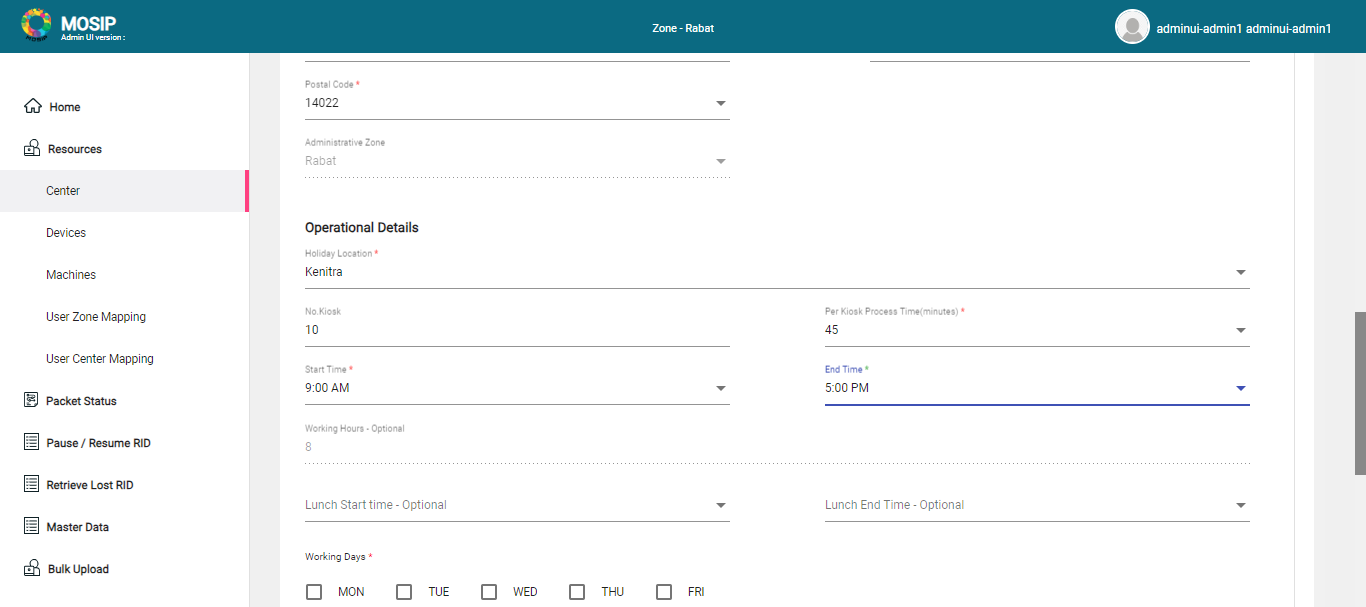 MOSIP
Admin UI version :
Zone - Rabat
adminui-admin1 adminui-admin1
Home
Resources
Center
Devices
Machines
User Zone Mapping
User Center Mapping
Packet Status
Pause / Resume RID
Retrieve Lost RID
Master Data
Bulk Upload
Postal Code *
14022
Administrative Zone
Rabat
Operational Details
Holiday Location *
Kenitra
No.Kiosk
10
Per Kiosk Process Time(minutes) *
45
Start Time *
9:00 AM
End Time *
5:00 PM
Working Hours - Optional
8
Lunch Start time - Optional
Lunch End Time - Optional
Working Days *
MON TUE WED THU FRI